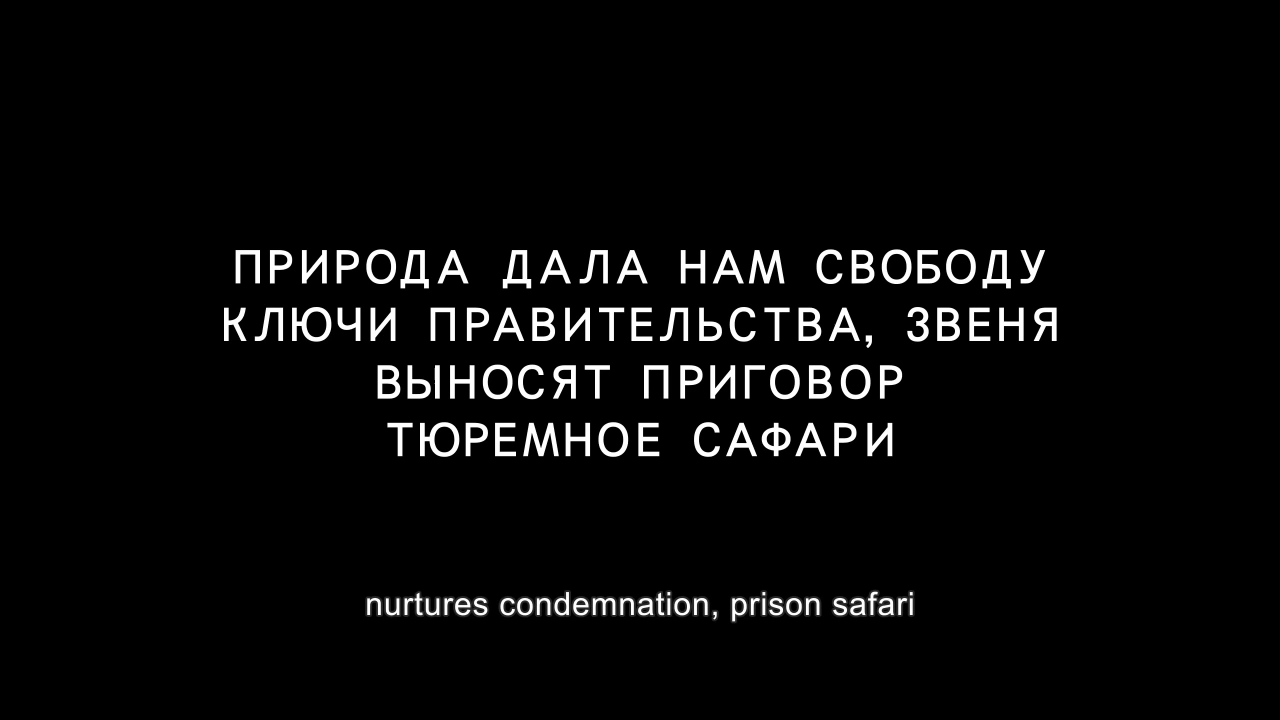 ПРИРОДА ДАЛА НАМ СВОБОДУ
КЛЮЧИ ПРАВИТЕЛЬСТВА, ЗВЕНЯ
ВЫНОСЯТ ПРИГОВОР
ТЮРЕМНОЕ САФАРИ
nurtures condemnation, prison safari